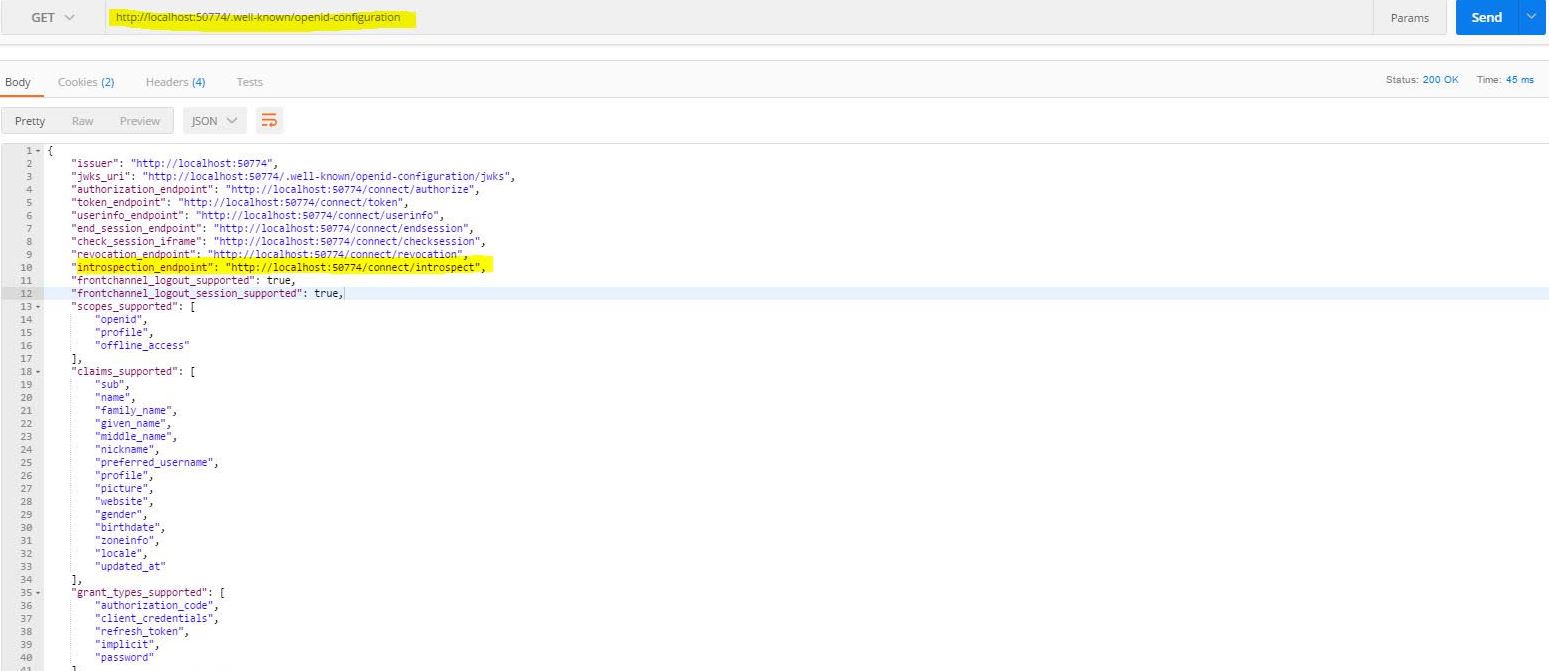 GET http://localhost:50774/.well-known/openid-configuration Params Send
Body Cookies (2) Headers (4) Tests Status: 200 OK Time: 45 ms
Pretty Raw Preview JSON
1 {
2 "issuer": "http://localhost:50774",
3 "jwks_uri": "http://localhost:50774/.well-known/openid-configuration/jwks",
4 "authorization_endpoint": "http://localhost:50774/connect/authorize",
5 "token_endpoint": "http://localhost:50774/connect/token",
6 "userinfo_endpoint": "http://localhost:50774/connect/userinfo",
7 "end_session_endpoint": "http://localhost:50774/connect/endsession",
8 "check_session_iframe": "http://localhost:50774/connect/checksession",
9 "revocation_endpoint": "http://localhost:50774/connect/revocation",
10 "introspection_endpoint": "http://localhost:50774/connect/introspect",
11 "frontchannel_logout_supported": true,
12 "frontchannel_logout_session_supported": true,
13 "scopes_supported": [
14 "openid",
15 "profile",
16 "offline_access"
17 ],
18 "claims_supported": [
19 "sub",
20 "name",
21 "family_name",
22 "given_name",
23 "middle_name",
24 "nickname",
25 "preferred_username",
26 "profile",
27 "picture",
28 "website",
29 "gender",
30 "birthdate",
31 "zoneinfo",
32 "locale",
33 "updated_at"
34 ],
35 "grant_types_supported": [
36 "authorization_code",
37 "client_credentials",
38 "refresh_token",
39 "implicit",
40 "password"
41 ]